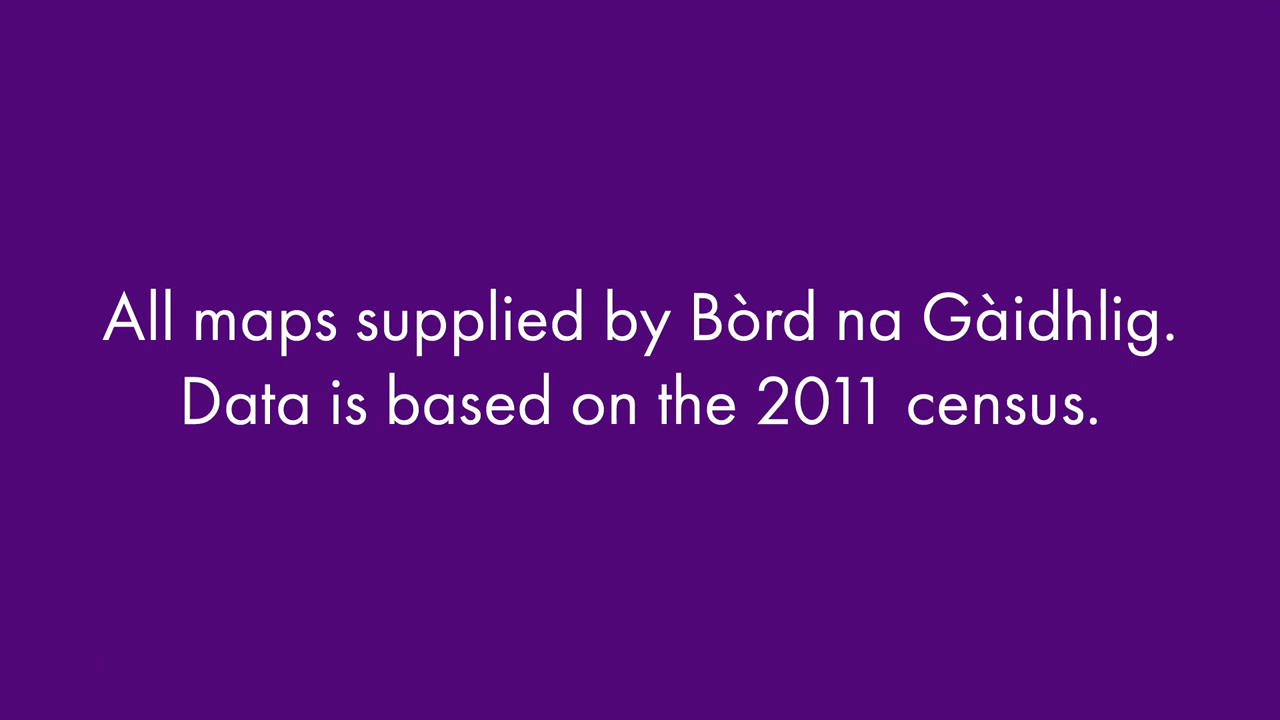 All maps supplied by Bòrd na Gàidhlig.
Data is based on the 2011 census.